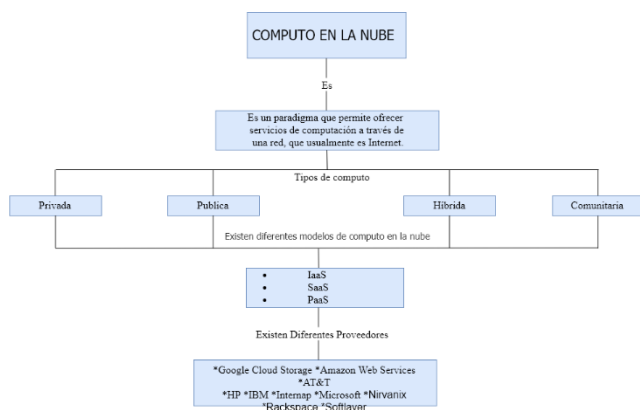 COMPUTO EN LA NUBE
Es
Es un paradigma que permite ofrecer
servicios de computación a través de
una red, que usualmente es Internet.
Tipos de computo
Privada
Publica
Hibrida
Comunitaria
Existen diferentes modelos de computo en la nube
• IaaS
• SaaS
• PaaS
Existen Diferentes Proveedores
*Google Cloud Storage *Amazon Web Services
*AT&T
*HP *IBM *Internap *Microsoft *Nirvanix
*Rackspace *Softlayer